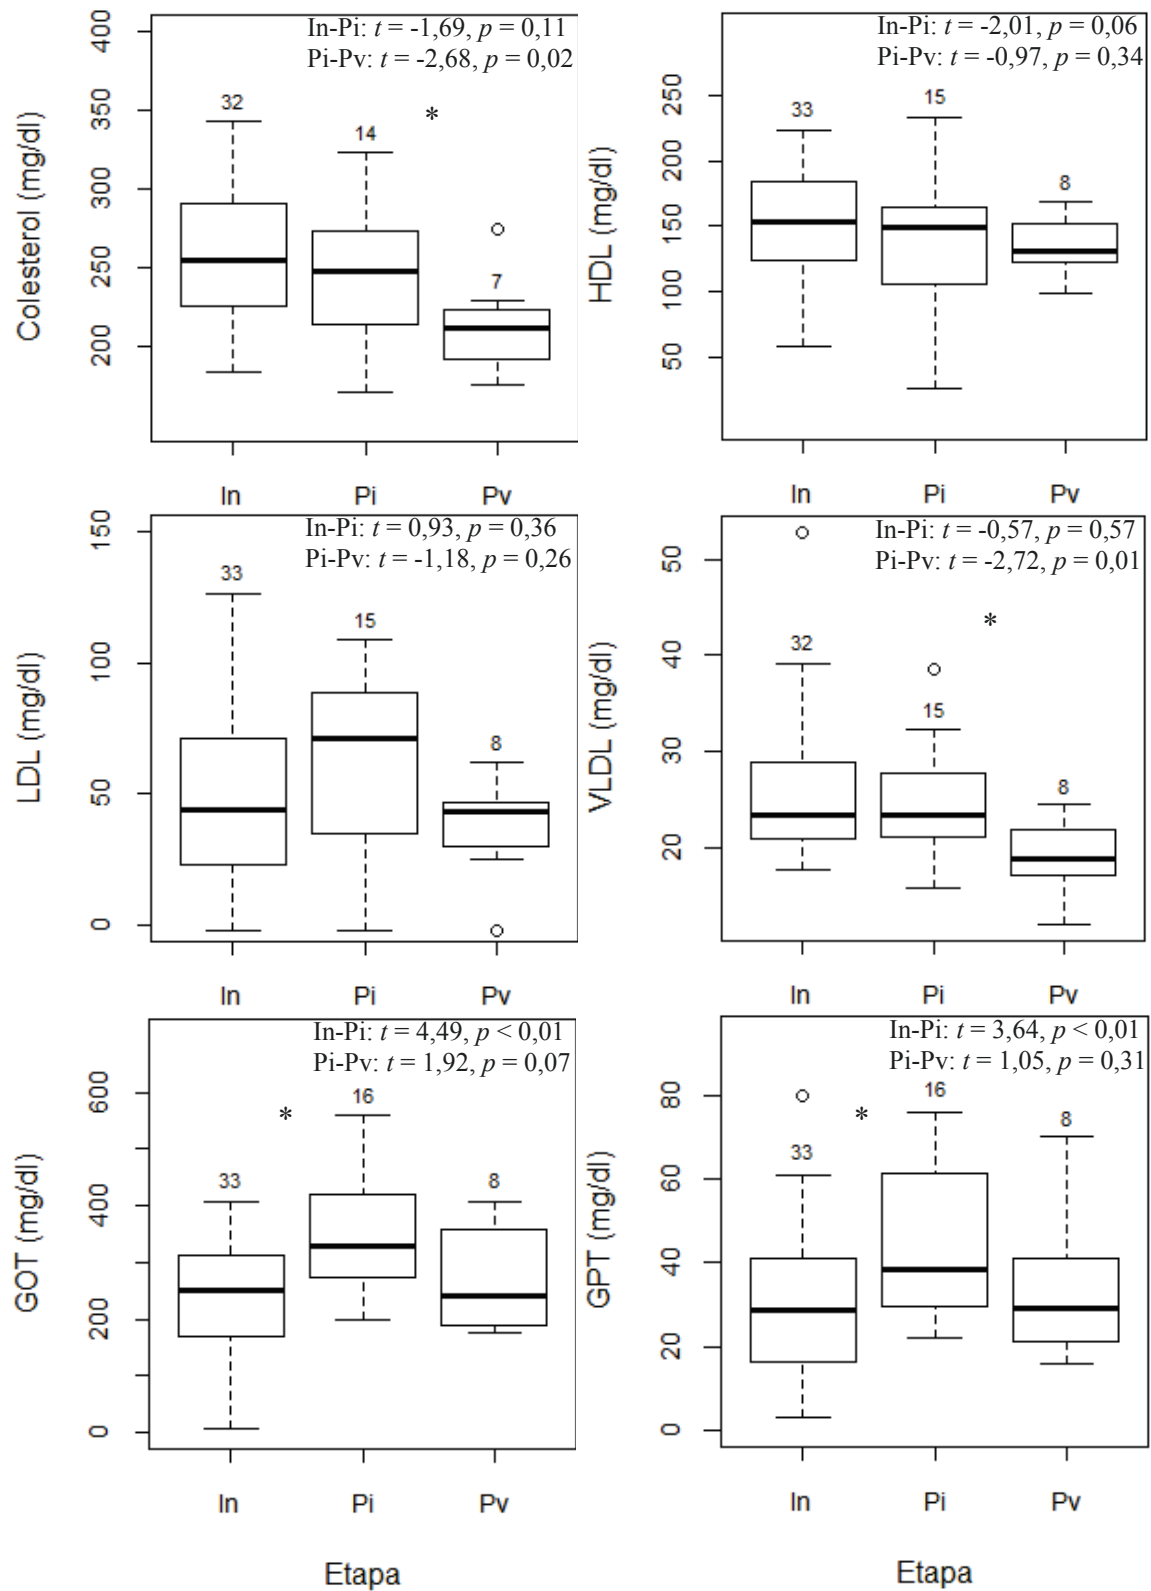 In-Pi: t = -1,69, p = 0,11
Pi-Pv: t = -2,68, p = 0,02
Colesterol (mg/dl)
400
350
300
250
200
32
14
*
7
In
Pi
Pv
In-Pi: t = -2,01, p = 0,06
Pi-Pv: t = -0,97, p = 0,34
HDL (mg/dl)
250
200
150
100
50
33
15
8
In
Pi
Pv
In-Pi: t = 0,93, p = 0,36
Pi-Pv: t = -1,18, p = 0,26
LDL (mg/dl)
150
100
50
0
33
15
8
In
Pi
Pv
In-Pi: t = -0,57, p = 0,57
Pi-Pv: t = -2,72, p = 0,01
VLDL (mg/dl)
50
40
30
20
32
15
*
8
In
Pi
Pv
In-Pi: t = 4,49, p < 0,01
Pi-Pv: t = 1,92, p = 0,07
GOT (mg/dl)
600
400
200
0
33
*
16
8
In
Pi
Pv
Etapa
In-Pi: t = 3,64, p < 0,01
Pi-Pv: t = 1,05, p = 0,31
GPT (mg/dl)
80
60
40
20
0
33
*
16
8
In
Pi
Pv
Etapa